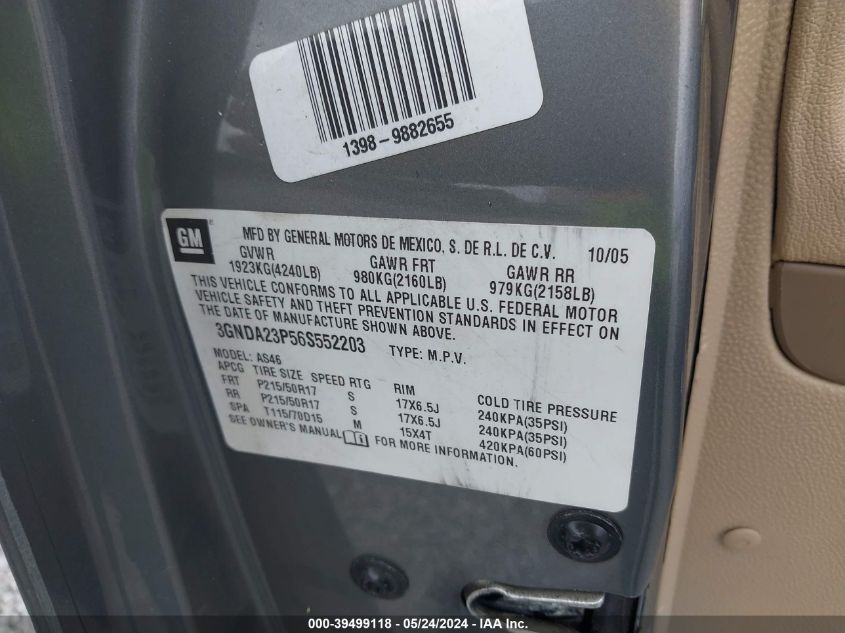 1398 - 9882655
GM
MFD BY GENERAL MOTORS DE MEXICO, S. DE R.L. DE C.V. 10/05
GVWR GAWR FRT GAWR RR
1923KG(4240LB) 980KG(2160LB) 979KG(2158LB)
THIS VEHICLE CONFORMS TO ALL APPLICABLE U.S. FEDERAL MOTOR
VEHICLE SAFETY AND THEFT PREVENTION STANDARDS IN EFFECT ON
THE DATE OF MANUFACTURE SHOWN ABOVE.
3GNDA23P56S552203 TYPE: M.P.V.
MODEL: AS46
APCG TIRE SIZE SPEED RTG RIM COLD TIRE PRESSURE
FRT P215/50R17 S 17X6.5J 240KPA(35PSI)
RR P215/50R17 S 17X6.5J 240KPA(35PSI)
SPA T115/70D15 M 15X4T 420KPA(60PSI)
SEE OWNER'S MANUAL FOR MORE INFORMATION.
000-39499118 - 05/24/2024 - IAA Inc.